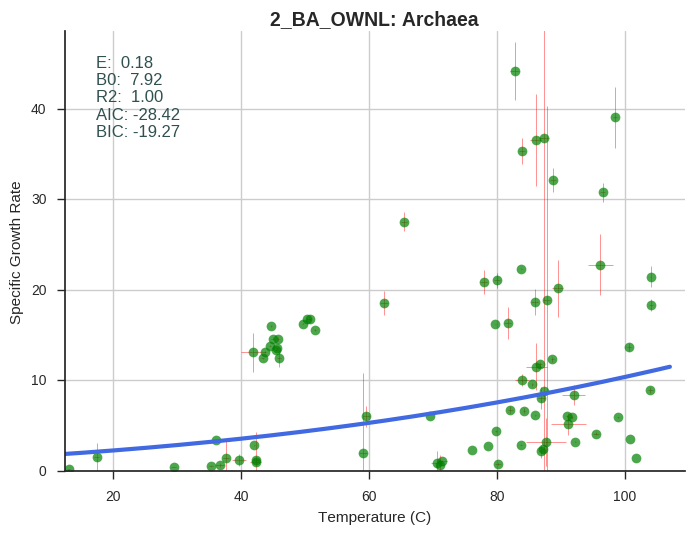 2_BA_OWNL: Archaea
E:  0.18
B0:  7.92
R2:  1.00
AIC: -28.42
BIC: -19.27
Specific Growth Rate
40
30
20
10
0
20 40 60 80 100
Temperature (C)